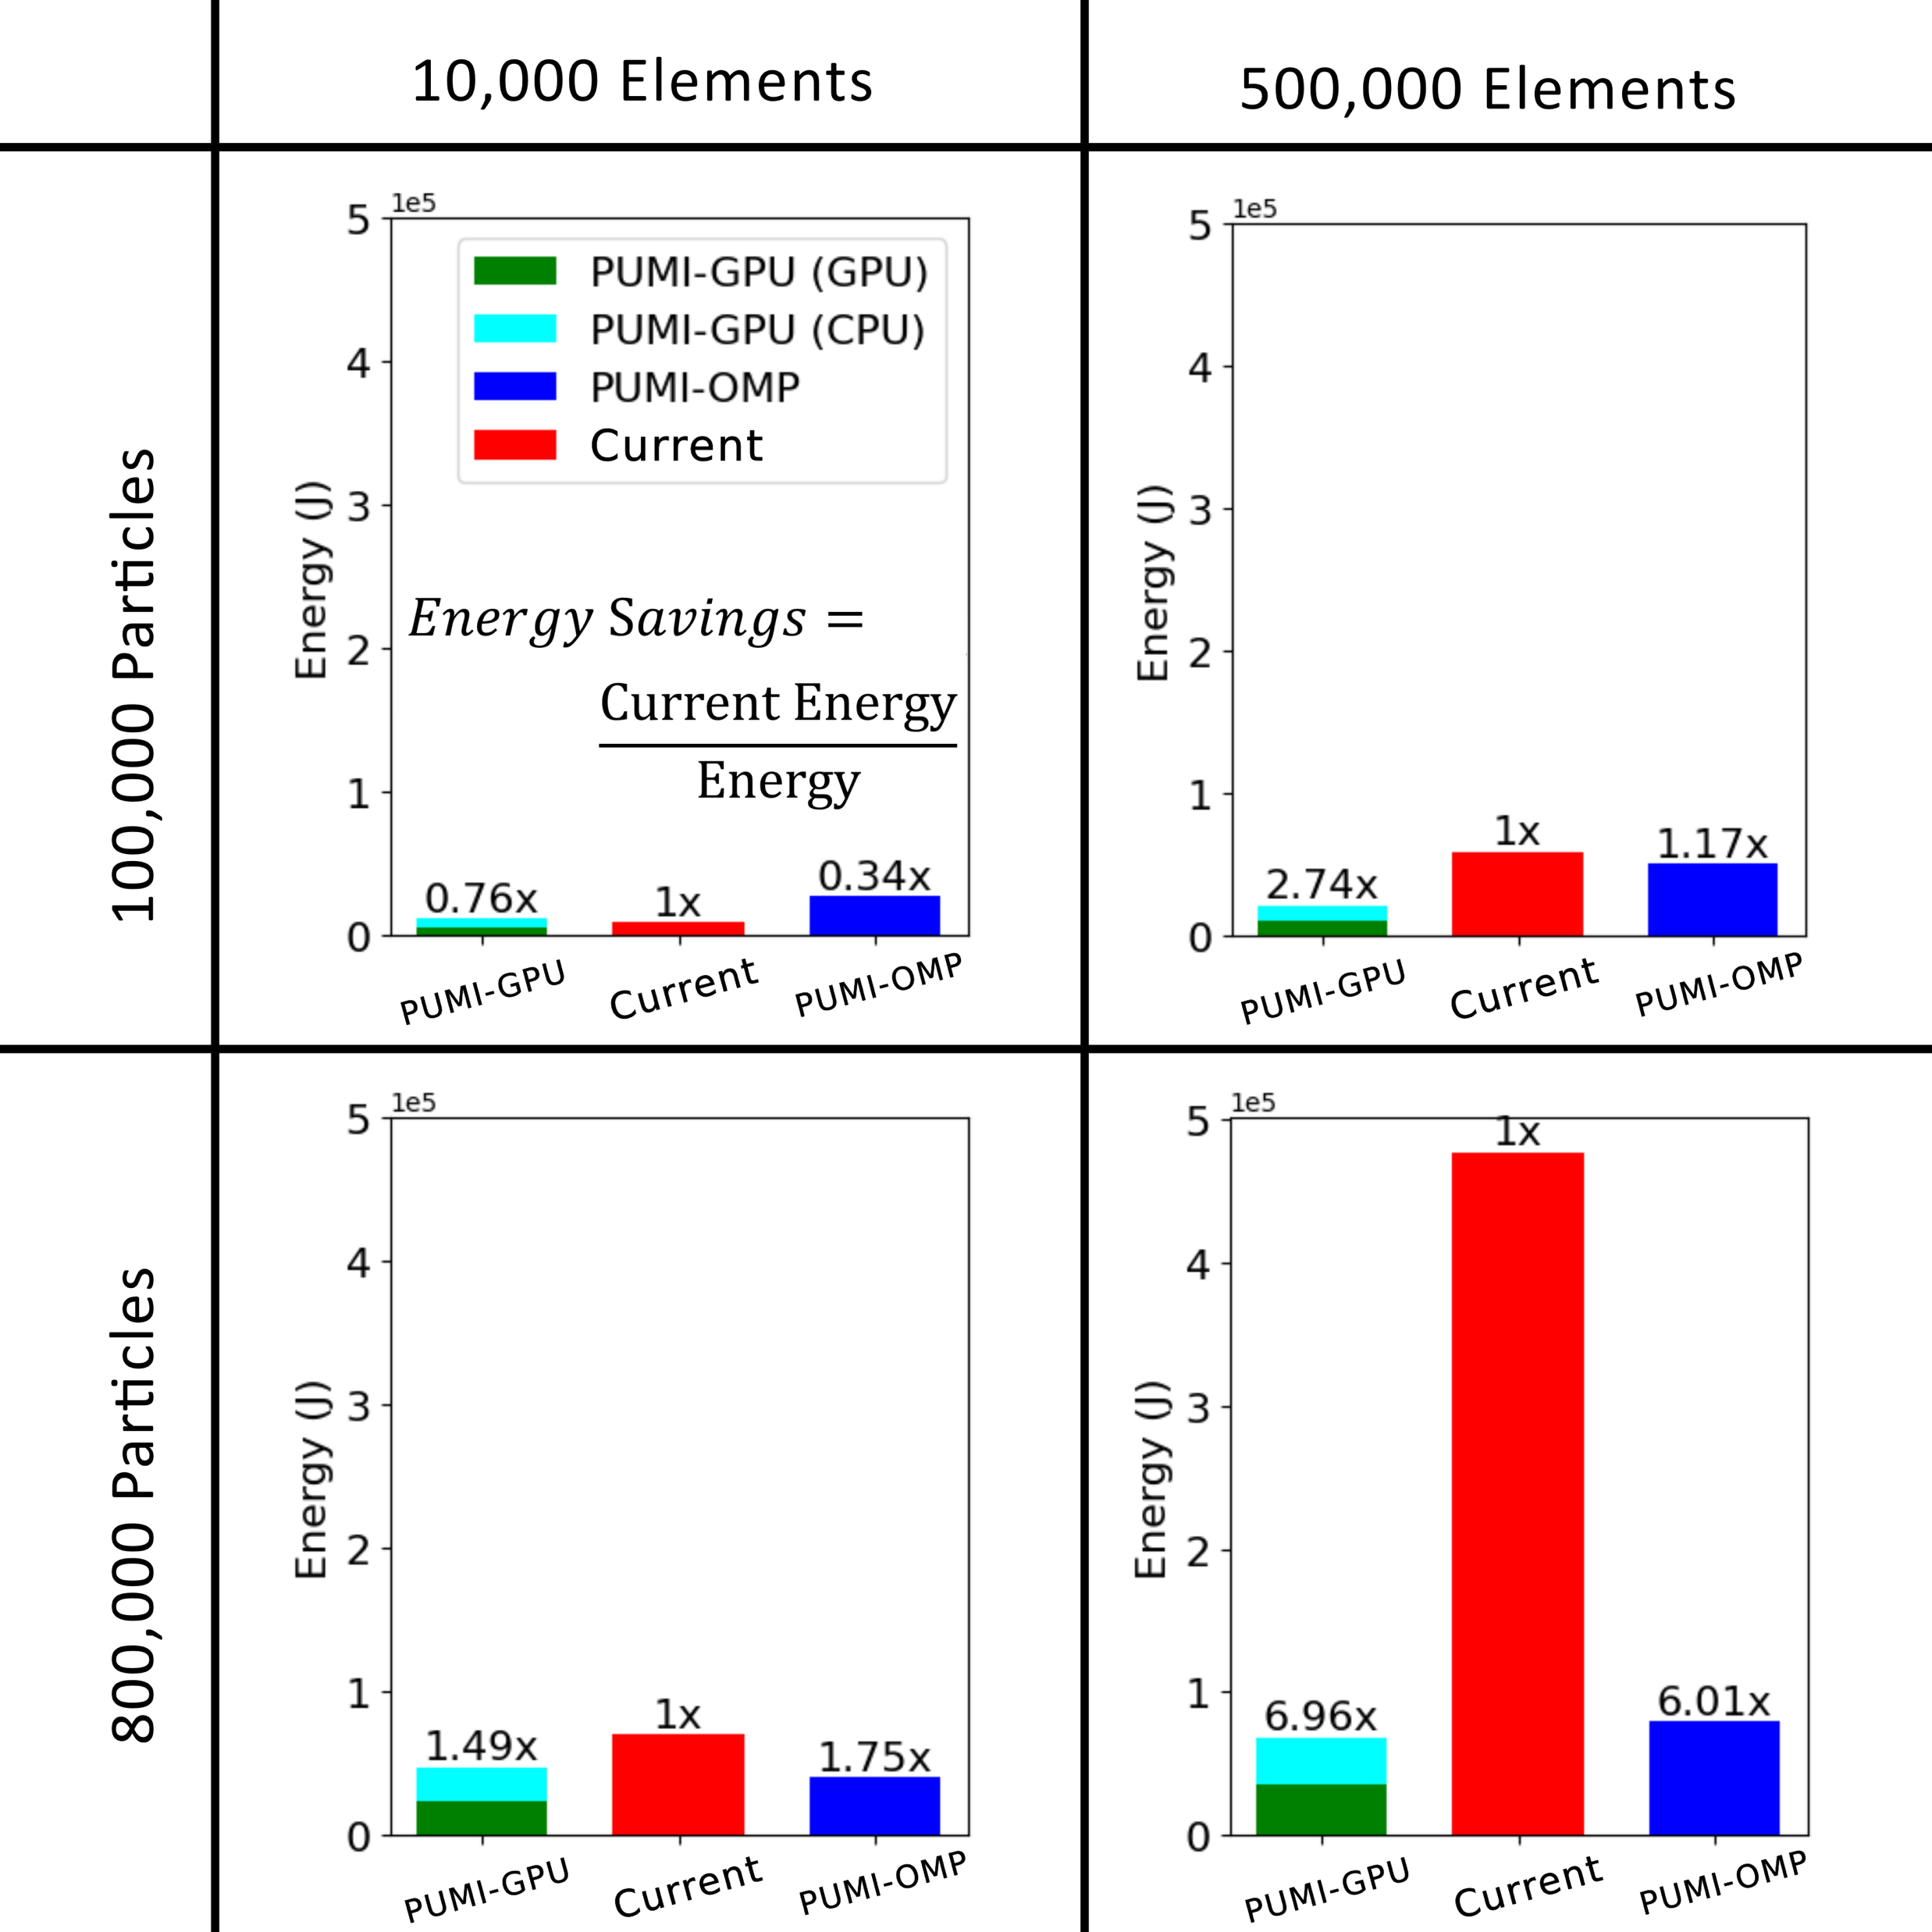 10,000 Elements
500,000 Elements
100,000 Particles
1e5
5
4
3
2
1
0
Energy (J)
PUMI-GPU (GPU)
PUMI-GPU (CPU)
PUMI-OMP
Current
Energy Savings =
Current Energy
Energy
0.76x
1x
0.34x
PUMI-GPU
Current
PUMI-OMP
1e5
5
4
3
2
1
0
Energy (J)
2.74x
1x
1.17x
PUMI-GPU
Current
PUMI-OMP
800,000 Particles
1e5
5
4
3
2
1
0
Energy (J)
1.49x
1x
1.75x
PUMI-GPU
Current
PUMI-OMP
1e5
5
4
3
2
1
0
Energy (J)
6.96x
1x
6.01x
PUMI-GPU
Current
PUMI-OMP